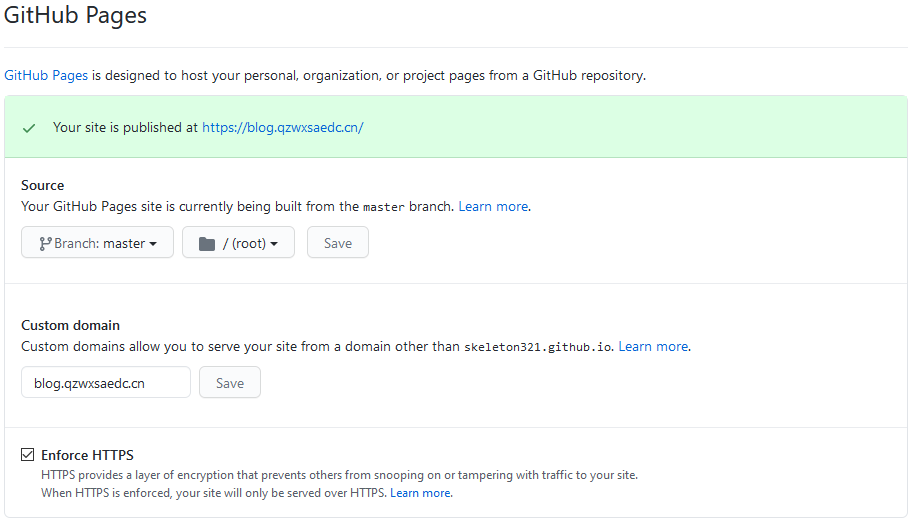 GitHub Pages
GitHub Pages is designed to host your personal, organization, or project pages from a GitHub repository.
Your site is published at https://blog.qzwxsaedc.cn/
Source
Your GitHub Pages site is currently being built from the master branch. Learn more.
Branch: master / (root) Save
Custom domain
Custom domains allow you to serve your site from a domain other than skeleton321.github.io. Learn more.
blog.qzwxsaedc.cn Save
Enforce HTTPS
HTTPS provides a layer of encryption that prevents others from snooping on or tampering with traffic to your site.
When HTTPS is enforced, your site will only be served over HTTPS. Learn more.